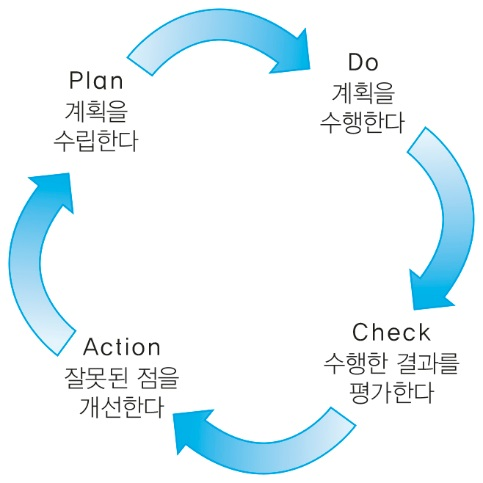 Plan
계획을
수립한다
Do
계획을
수행한다
Check
수행한 결과를
평가한다
Action
잘못된 점을
개선한다